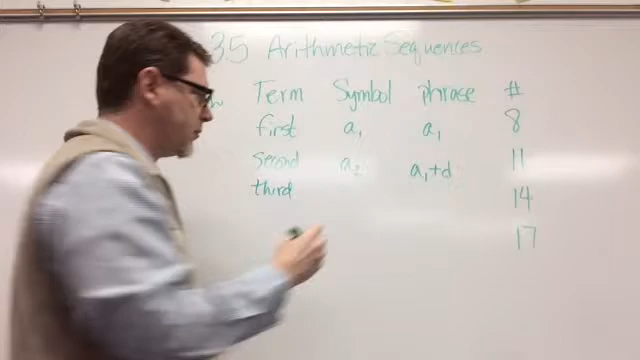 3.5 Arithmetic Sequences
Term Symbol phrase #
first a₁ a₁ 8
second a₂ a₁+d 11
third 14
17